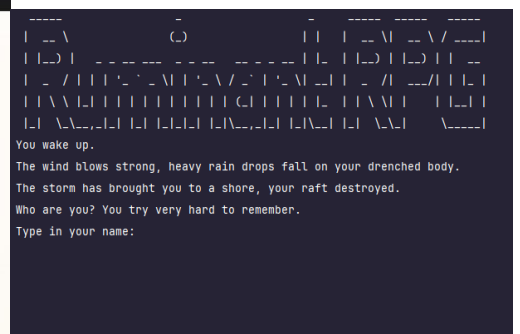 Ruminant RPG
You wake up.
The wind blows strong, heavy rain drops fall on your drenched body.
The storm has brought you to a shore, your raft destroyed.
Who are you? You try very hard to remember.
Type in your name: